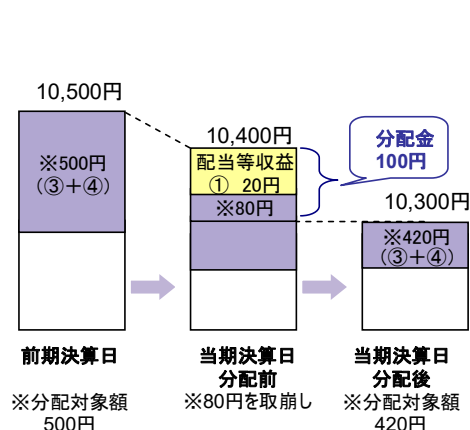 10,500円
※500円
（③＋④）
前期決算日
※分配対象額
500円
10,400円
配当等収益
① 20円
※80円
当期決算日
分配前
※80円を取崩し
分配金
100円
10,300円
※420円
（③＋④）
当期決算日
分配後
※分配対象額
420円